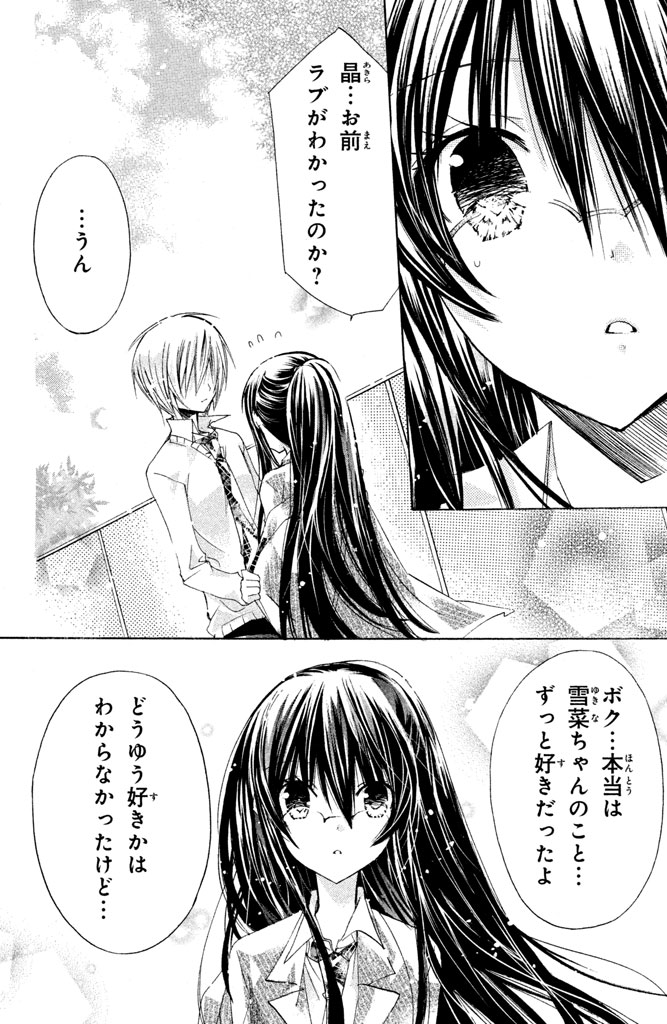 晶…お前
ラブがわかったのか？
…うん
ボク…本当は
雪菜ちゃんのこと…
ずっと好きだったよ
どうゆう好きかは
わからなかったけど…